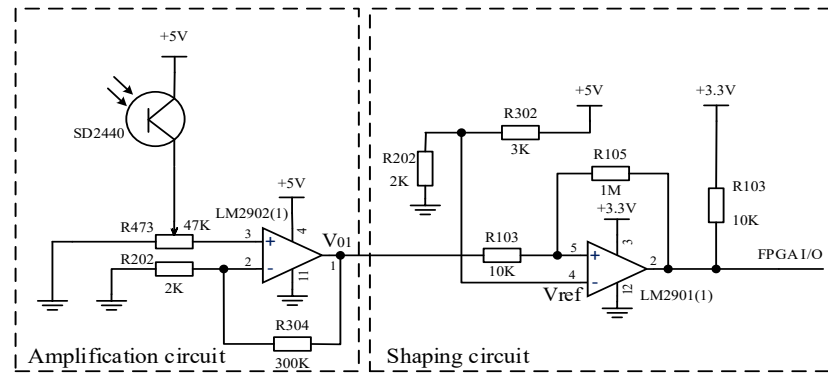 +5V
SD2440
R473
47K
LM2902(1)
+5V
3
4
+
V01
2
-
1
11
R202
2K
R304
300K
Amplification circuit
+5V
R302
3K
R202
2K
+3.3V
R105
1M
R103
10K
+3.3V
R103
10K
5
3
+
4
-
2
12
Vref
LM2901(1)
FPGA I/O
Shaping circuit